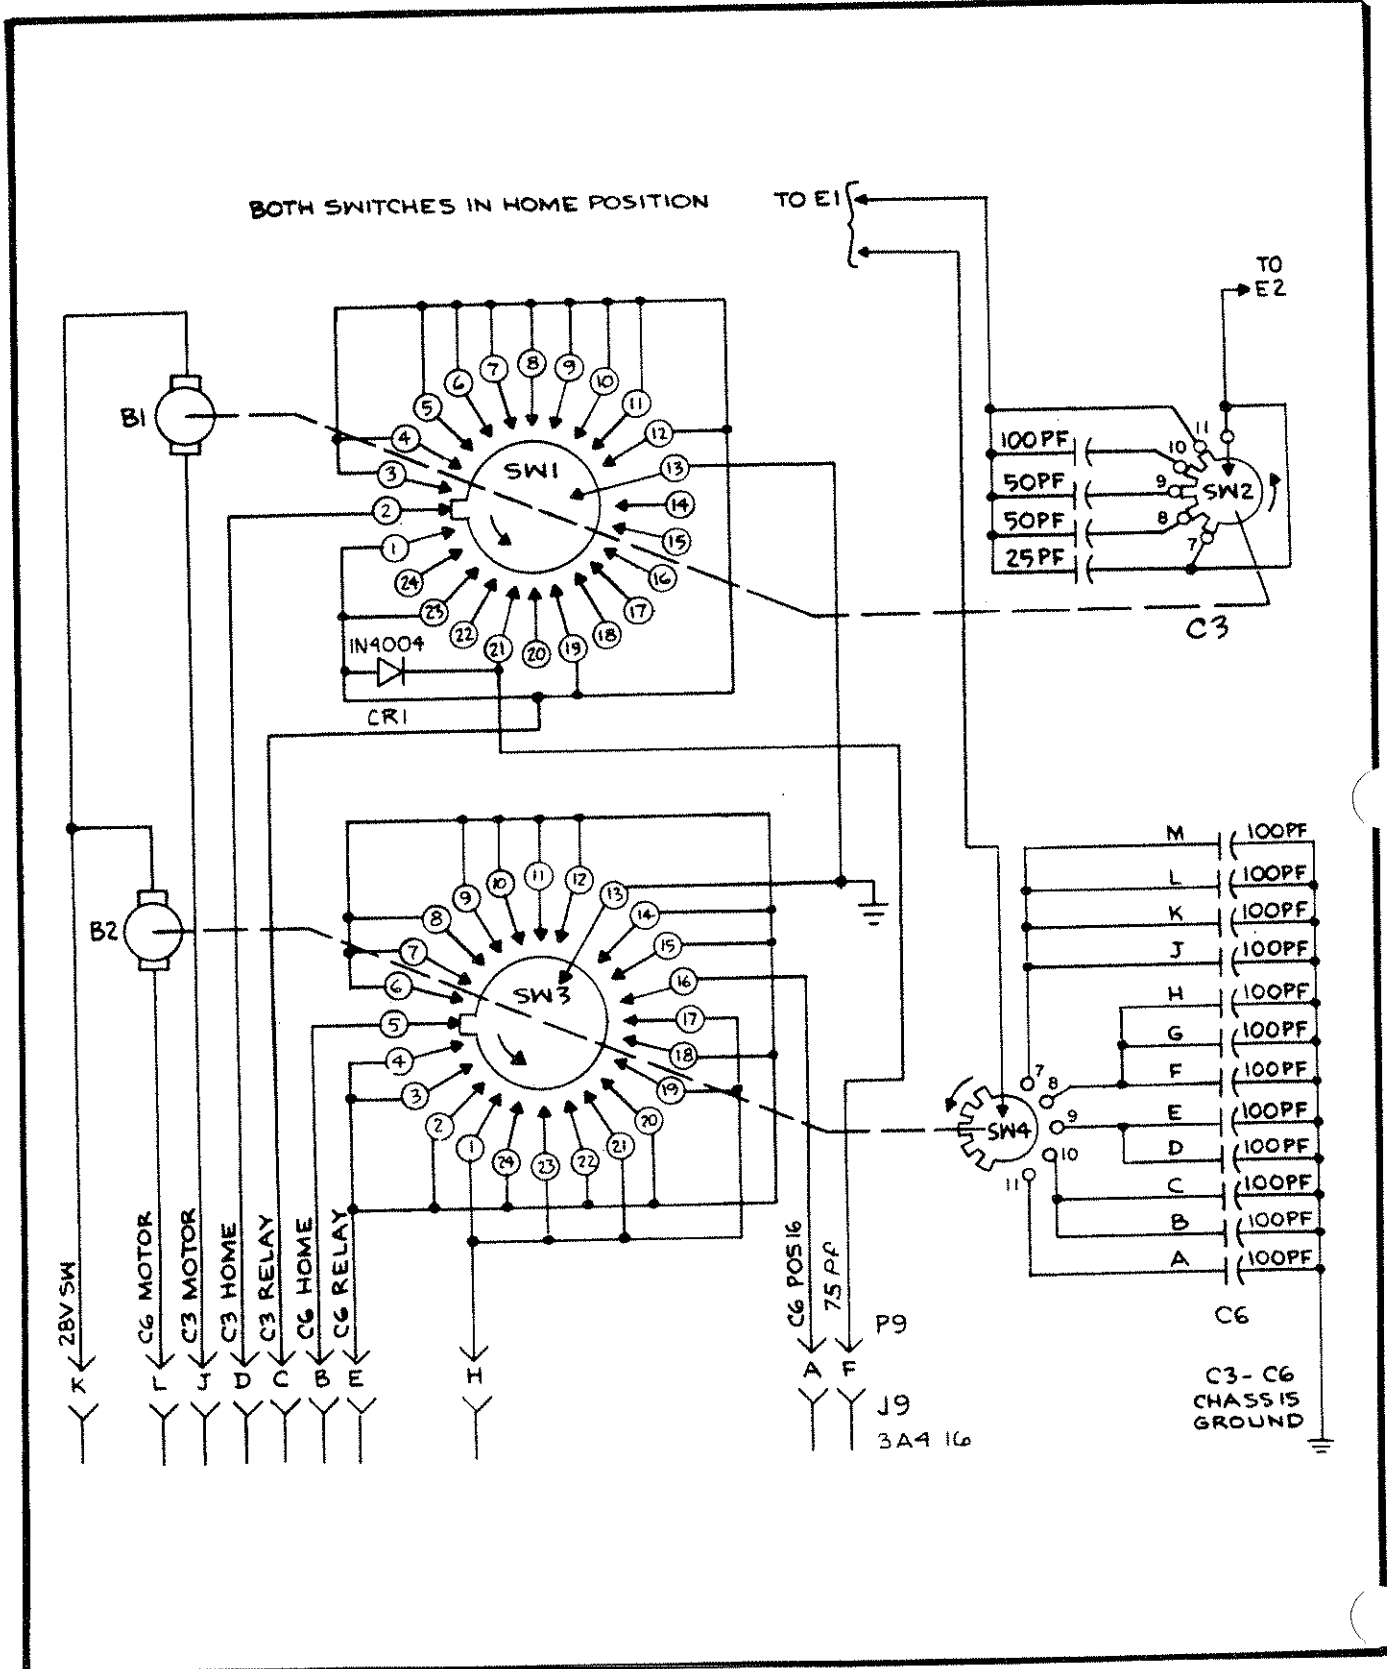 BOTH SWITCHES IN HOME POSITION
TO E1
TO
E2
B1
5
6
7
8
9
10
11
12
13
14
15
16
17
18
19
20
21
22
23
24
1
2
3
4
SW1
1N4004
CR1
100PF
50PF
50PF
25PF
11
10
9
8
7
SW2
C3
B2
9
10
11
12
13
14
15
16
17
18
19
20
21
22
23
24
1
2
3
4
5
6
7
8
SW3
M 100PF
L 100PF
K 100PF
J 100PF
H 100PF
G 100PF
F 100PF
E 100PF
D 100PF
C 100PF
B 100PF
A 100PF
7
8
9
10
11
SW4
C6
28V SW
C6 MOTOR
C3 MOTOR
C3 HOME
C3 RELAY
C6 HOME
C6 RELAY
C6 POS 16
75 PF
P9
K L J D C B E H A F
J9
3A4 16
C3-C6
CHASSIS
GROUND